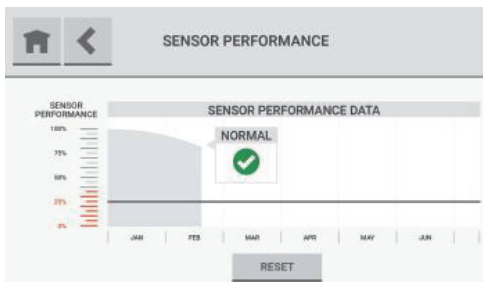 SENSOR PERFORMANCE
SENSOR
PERFORMANCE
SENSOR PERFORMANCE DATA
100%
75%
50%
25%
0%
NORMAL
JAN FEB MAR APR MAY JUN
RESET